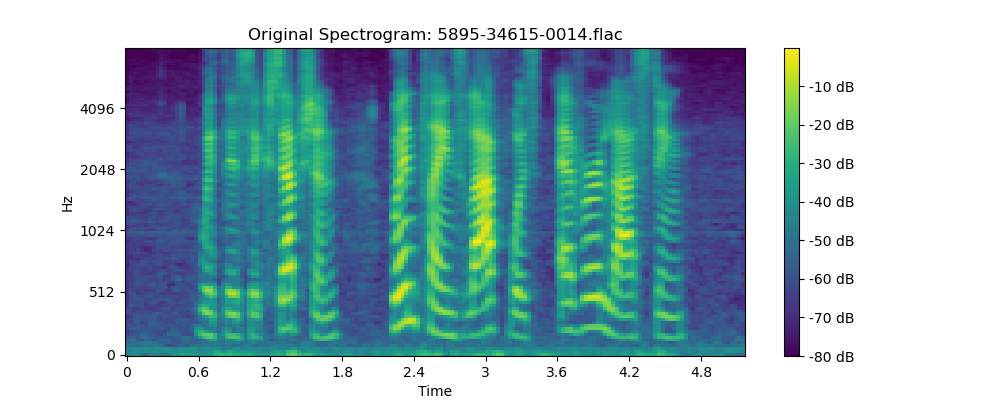 Original Spectrogram: 5895-34615-0014.flac
Hz
4096
2048
1024
512
0
0 0.6 1.2 1.8 2.4 3 3.6 4.2 4.8
Time
-10 dB
-20 dB
-30 dB
-40 dB
-50 dB
-60 dB
-70 dB
-80 dB